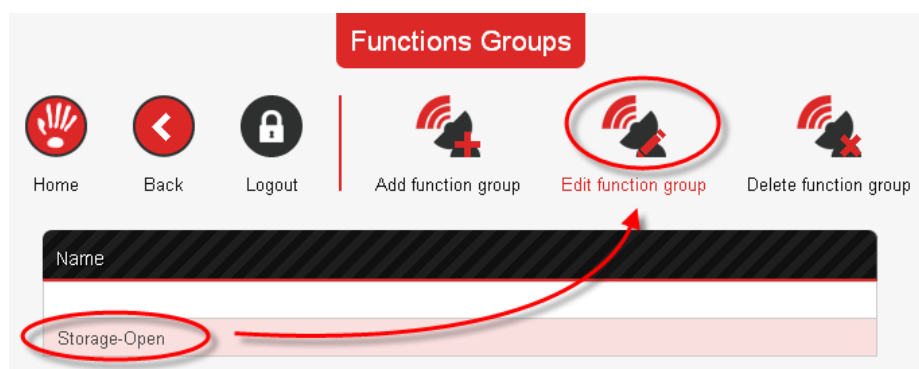 Functions Groups
Home Back Logout Add function group Edit function group Delete function group
Name
Storage-Open